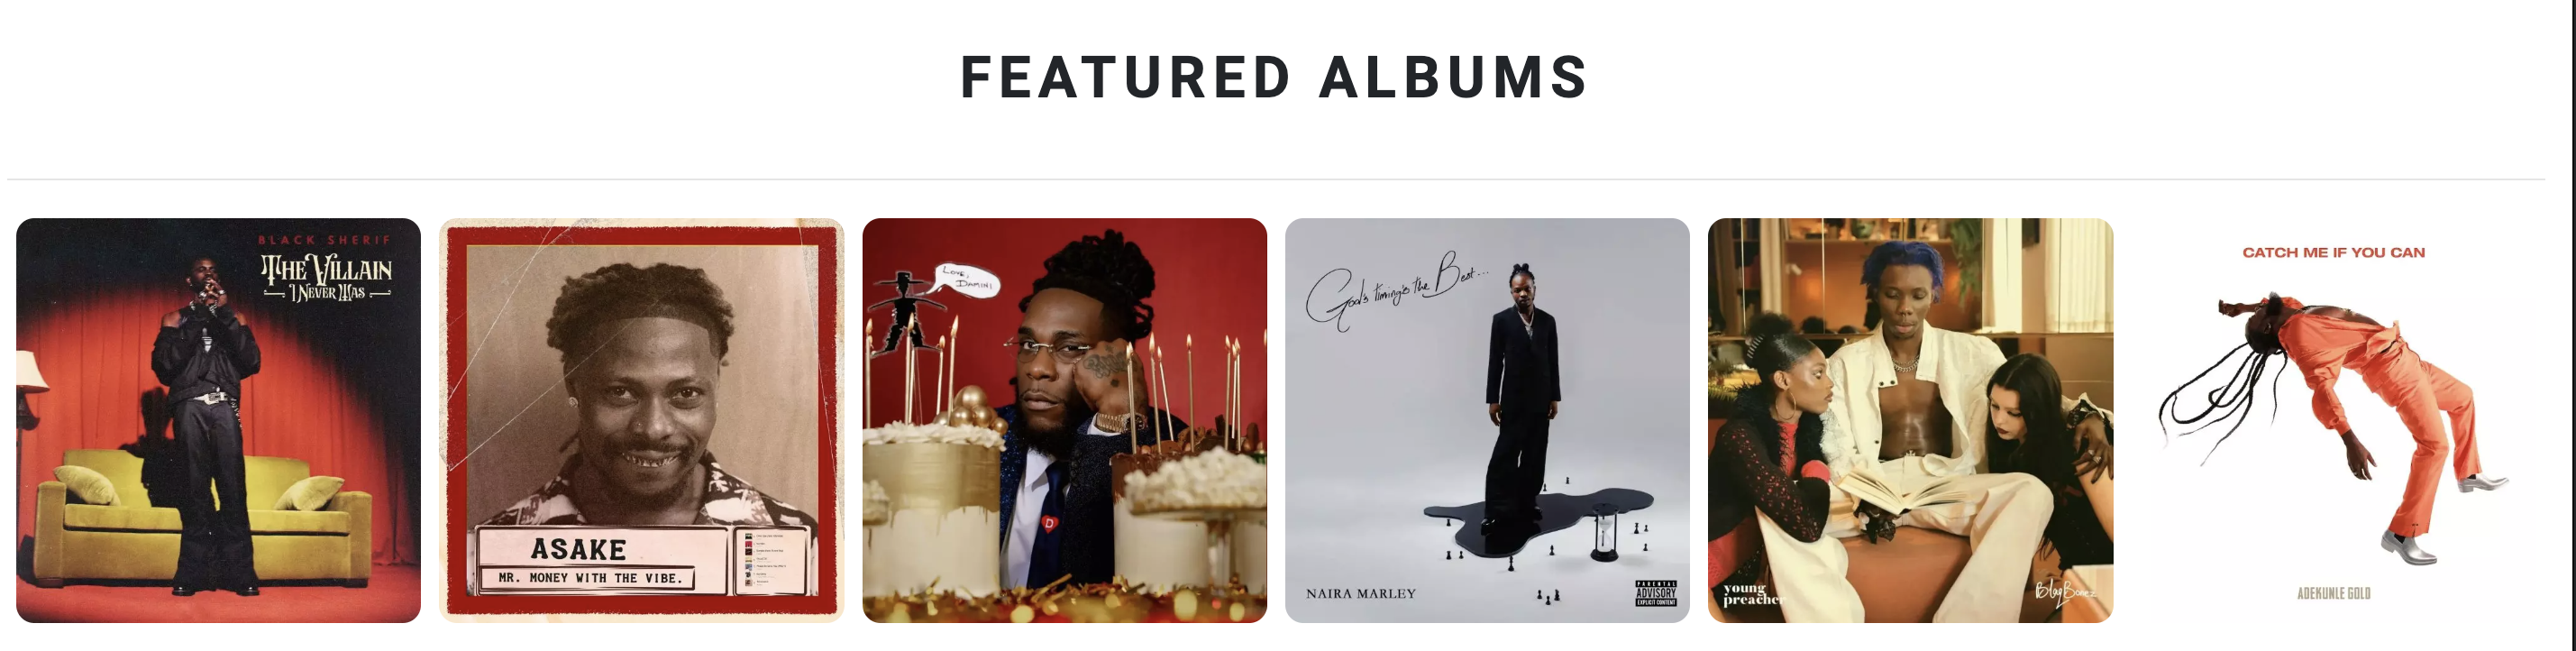 FEATURED ALBUMS
BLACK SHERIF
THE VILLAIN
I NEVER WAS
ASAKE
MR. MONEY WITH THE VIBE.
LOVE,
DAMINI
D
God's timing's the Best...
NAIRA MARLEY
PARENTAL
ADVISORY
EXPLICIT CONTENT
young
preacher
BlaqBonez
CATCH ME IF YOU CAN
ADEKUNLE GOLD